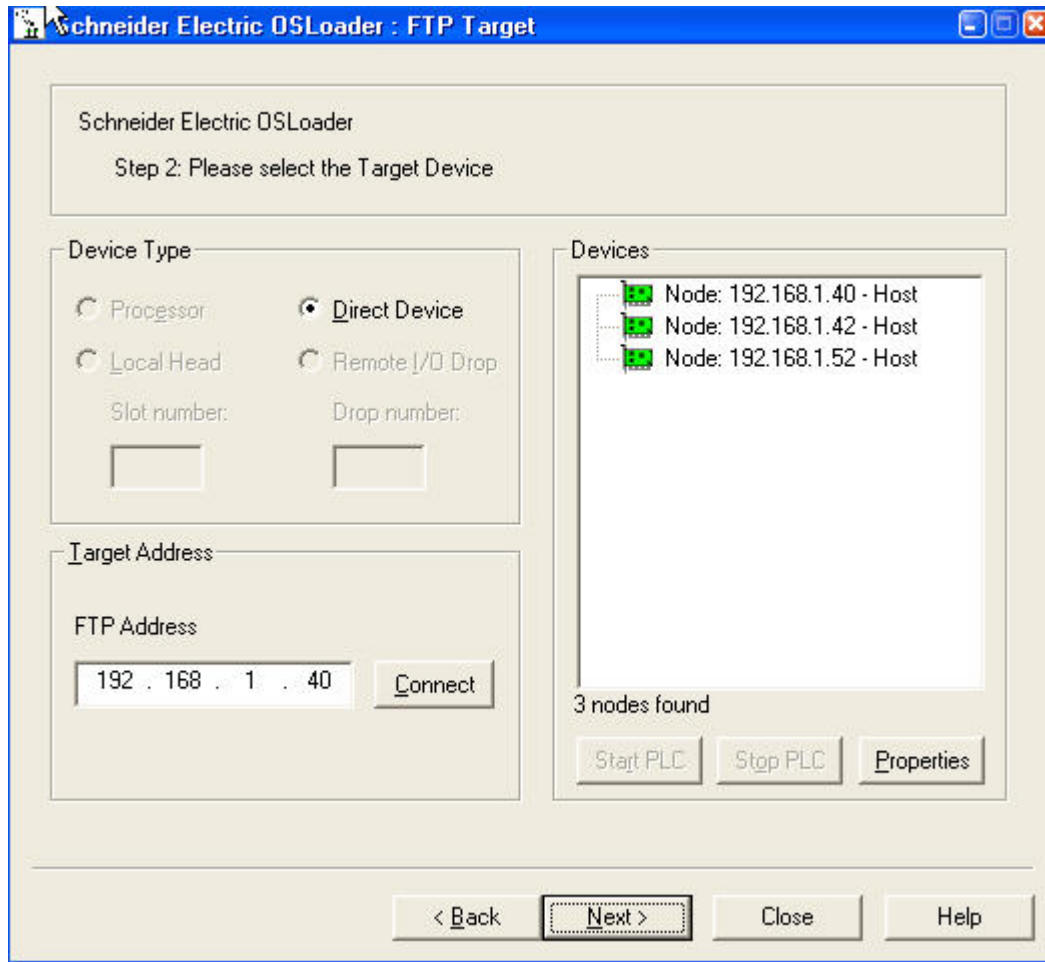 Schneider Electric OSLoader : FTP Target
Schneider Electric OSLoader
Step 2: Please select the Target Device
Device Type
Processor
Direct Device
Local Head
Remote I/O Drop
Slot number:
Drop number:
Target Address
FTP Address
192 . 168 . 1 . 40
Connect
Devices
Node: 192.168.1.40 - Host
Node: 192.168.1.42 - Host
Node: 192.168.1.52 - Host
3 nodes found
Start PLC
Stop PLC
Properties
< Back
Next >
Close
Help